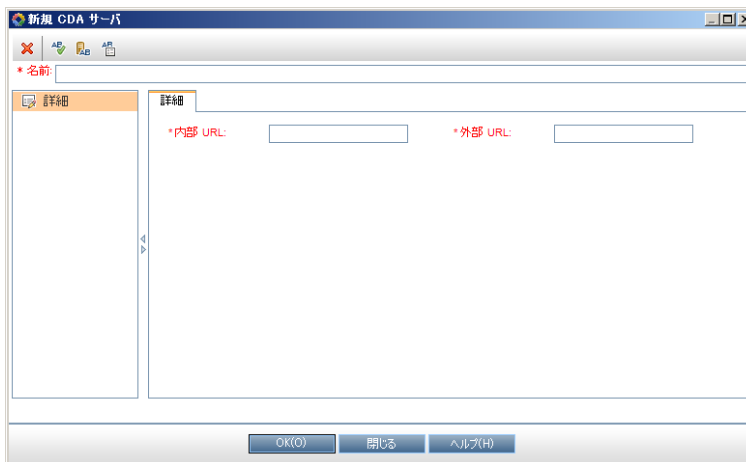 新規 CDA サーバ
* 名前:
詳細
詳細
*内部 URL:
*外部 URL:
OK(O)
閉じる
ヘルプ(H)